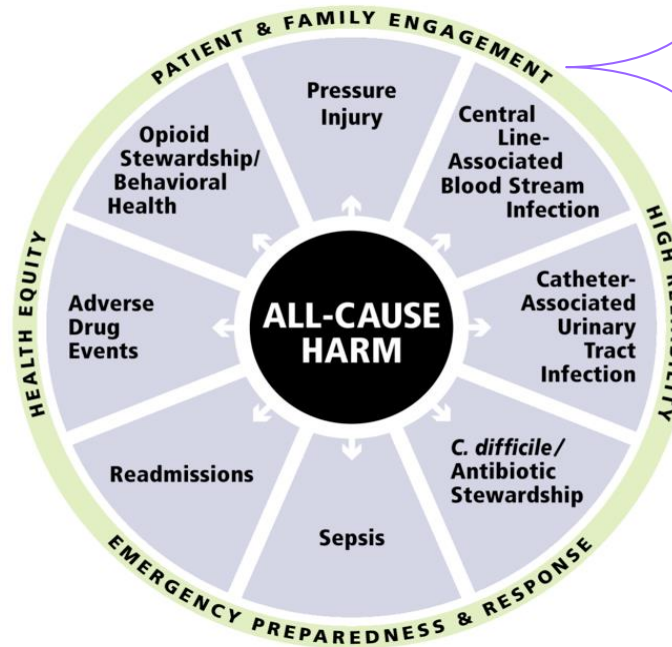 PATIENT & FAMILY ENGAGEMENT
Pressure
Injury
Central
Line-
Associated
Blood Stream
Infection
HIGH RELIABILITY
Catheter-
Associated
Urinary
Tract
Infection
C. difficile/
Antibiotic
Stewardship
EMERGENCY PREPAREDNESS & RESPONSE
Sepsis
Readmissions
HEALTH EQUITY
Adverse
Drug
Events
Opioid
Stewardship/
Behavioral
Health
ALL-CAUSE
HARM